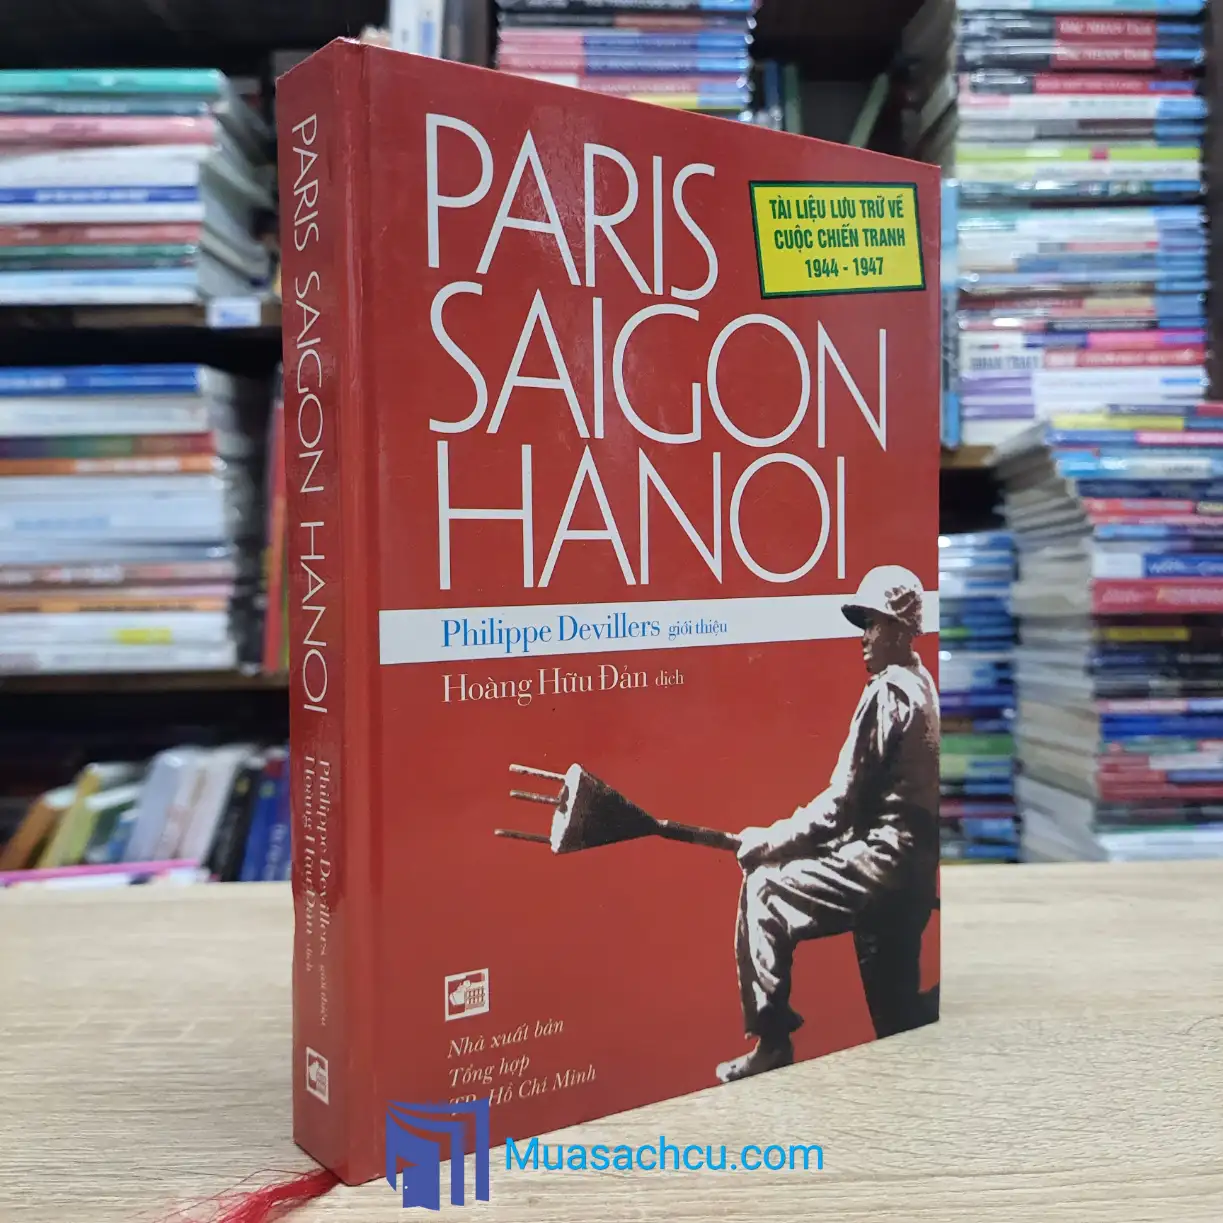 PARIS
SAIGON
HANOI
TÀI LIỆU LƯU TRỮ VỀ
CUỘC CHIẾN TRANH
1944 - 1947
Philippe Devillers giới thiệu
Hoàng Hữu Đản dịch
Nhà xuất bản
Tổng hợp
TP. Hồ Chí Minh
PARIS SAIGON HANOI
Philippe Devillers giới thiệu
Hoàng Hữu Đản dịch
Muasachcu.com